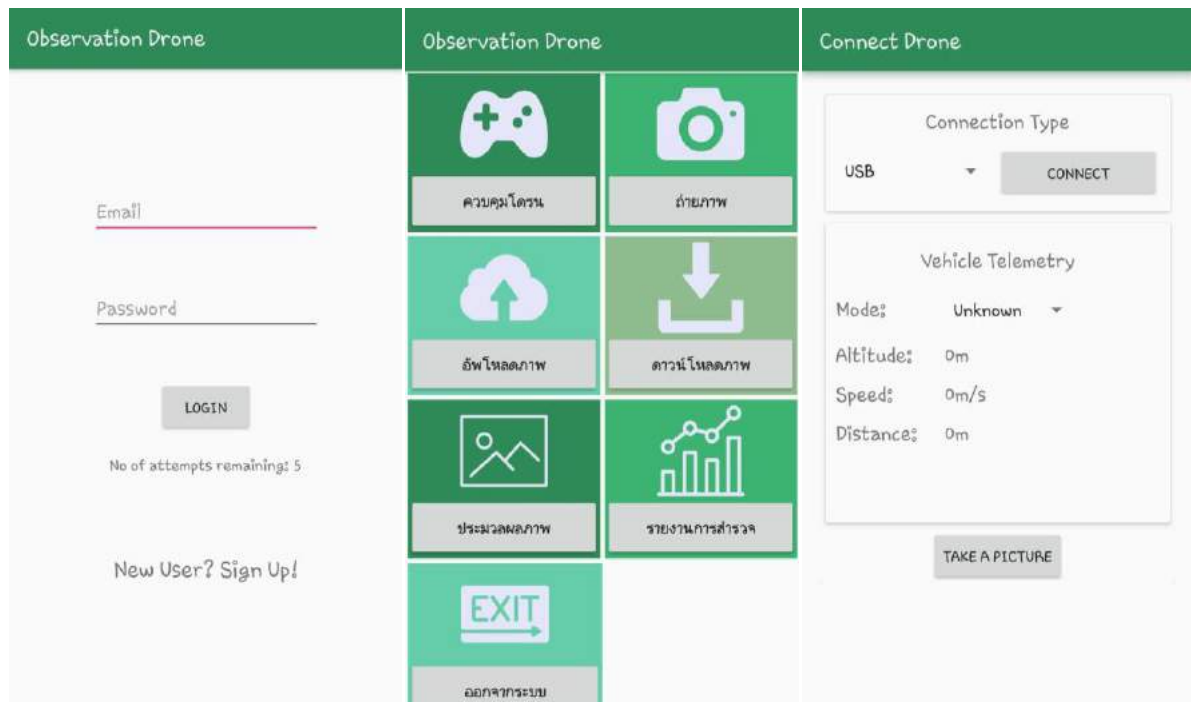 Observation Drone
Email
Password
LOGIN
No of attempts remaining: 5
New User? Sign Up!
Observation Drone
ควบคุมโดรน
ถ่ายภาพ
อัพโหลดภาพ
ดาวน์โหลดภาพ
ประมวลผลภาพ
รายงานการสำรวจ
EXIT
ออกจากระบบ
Connect Drone
Connection Type
USB
CONNECT
Vehicle Telemetry
Mode: Unknown
Altitude: 0m
Speed: 0m/s
Distance: 0m
TAKE A PICTURE